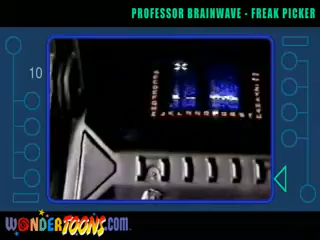 PROFESSOR BRAINWAVE - FREAK PICKER
10
WONDERTOONS.com